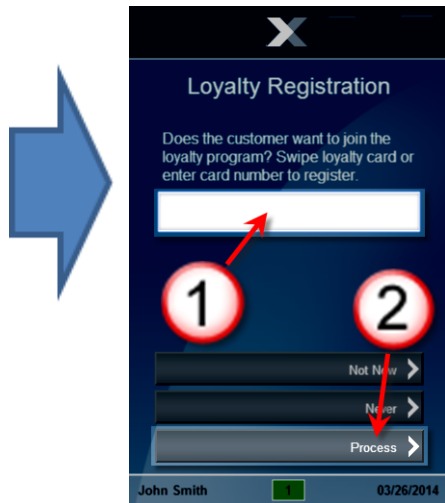 Loyalty Registration
Does the customer want to join the
loyalty program? Swipe loyalty card or
enter card number to register.
1
2
Not Now
Never
Process
John Smith 1 03/26/2014